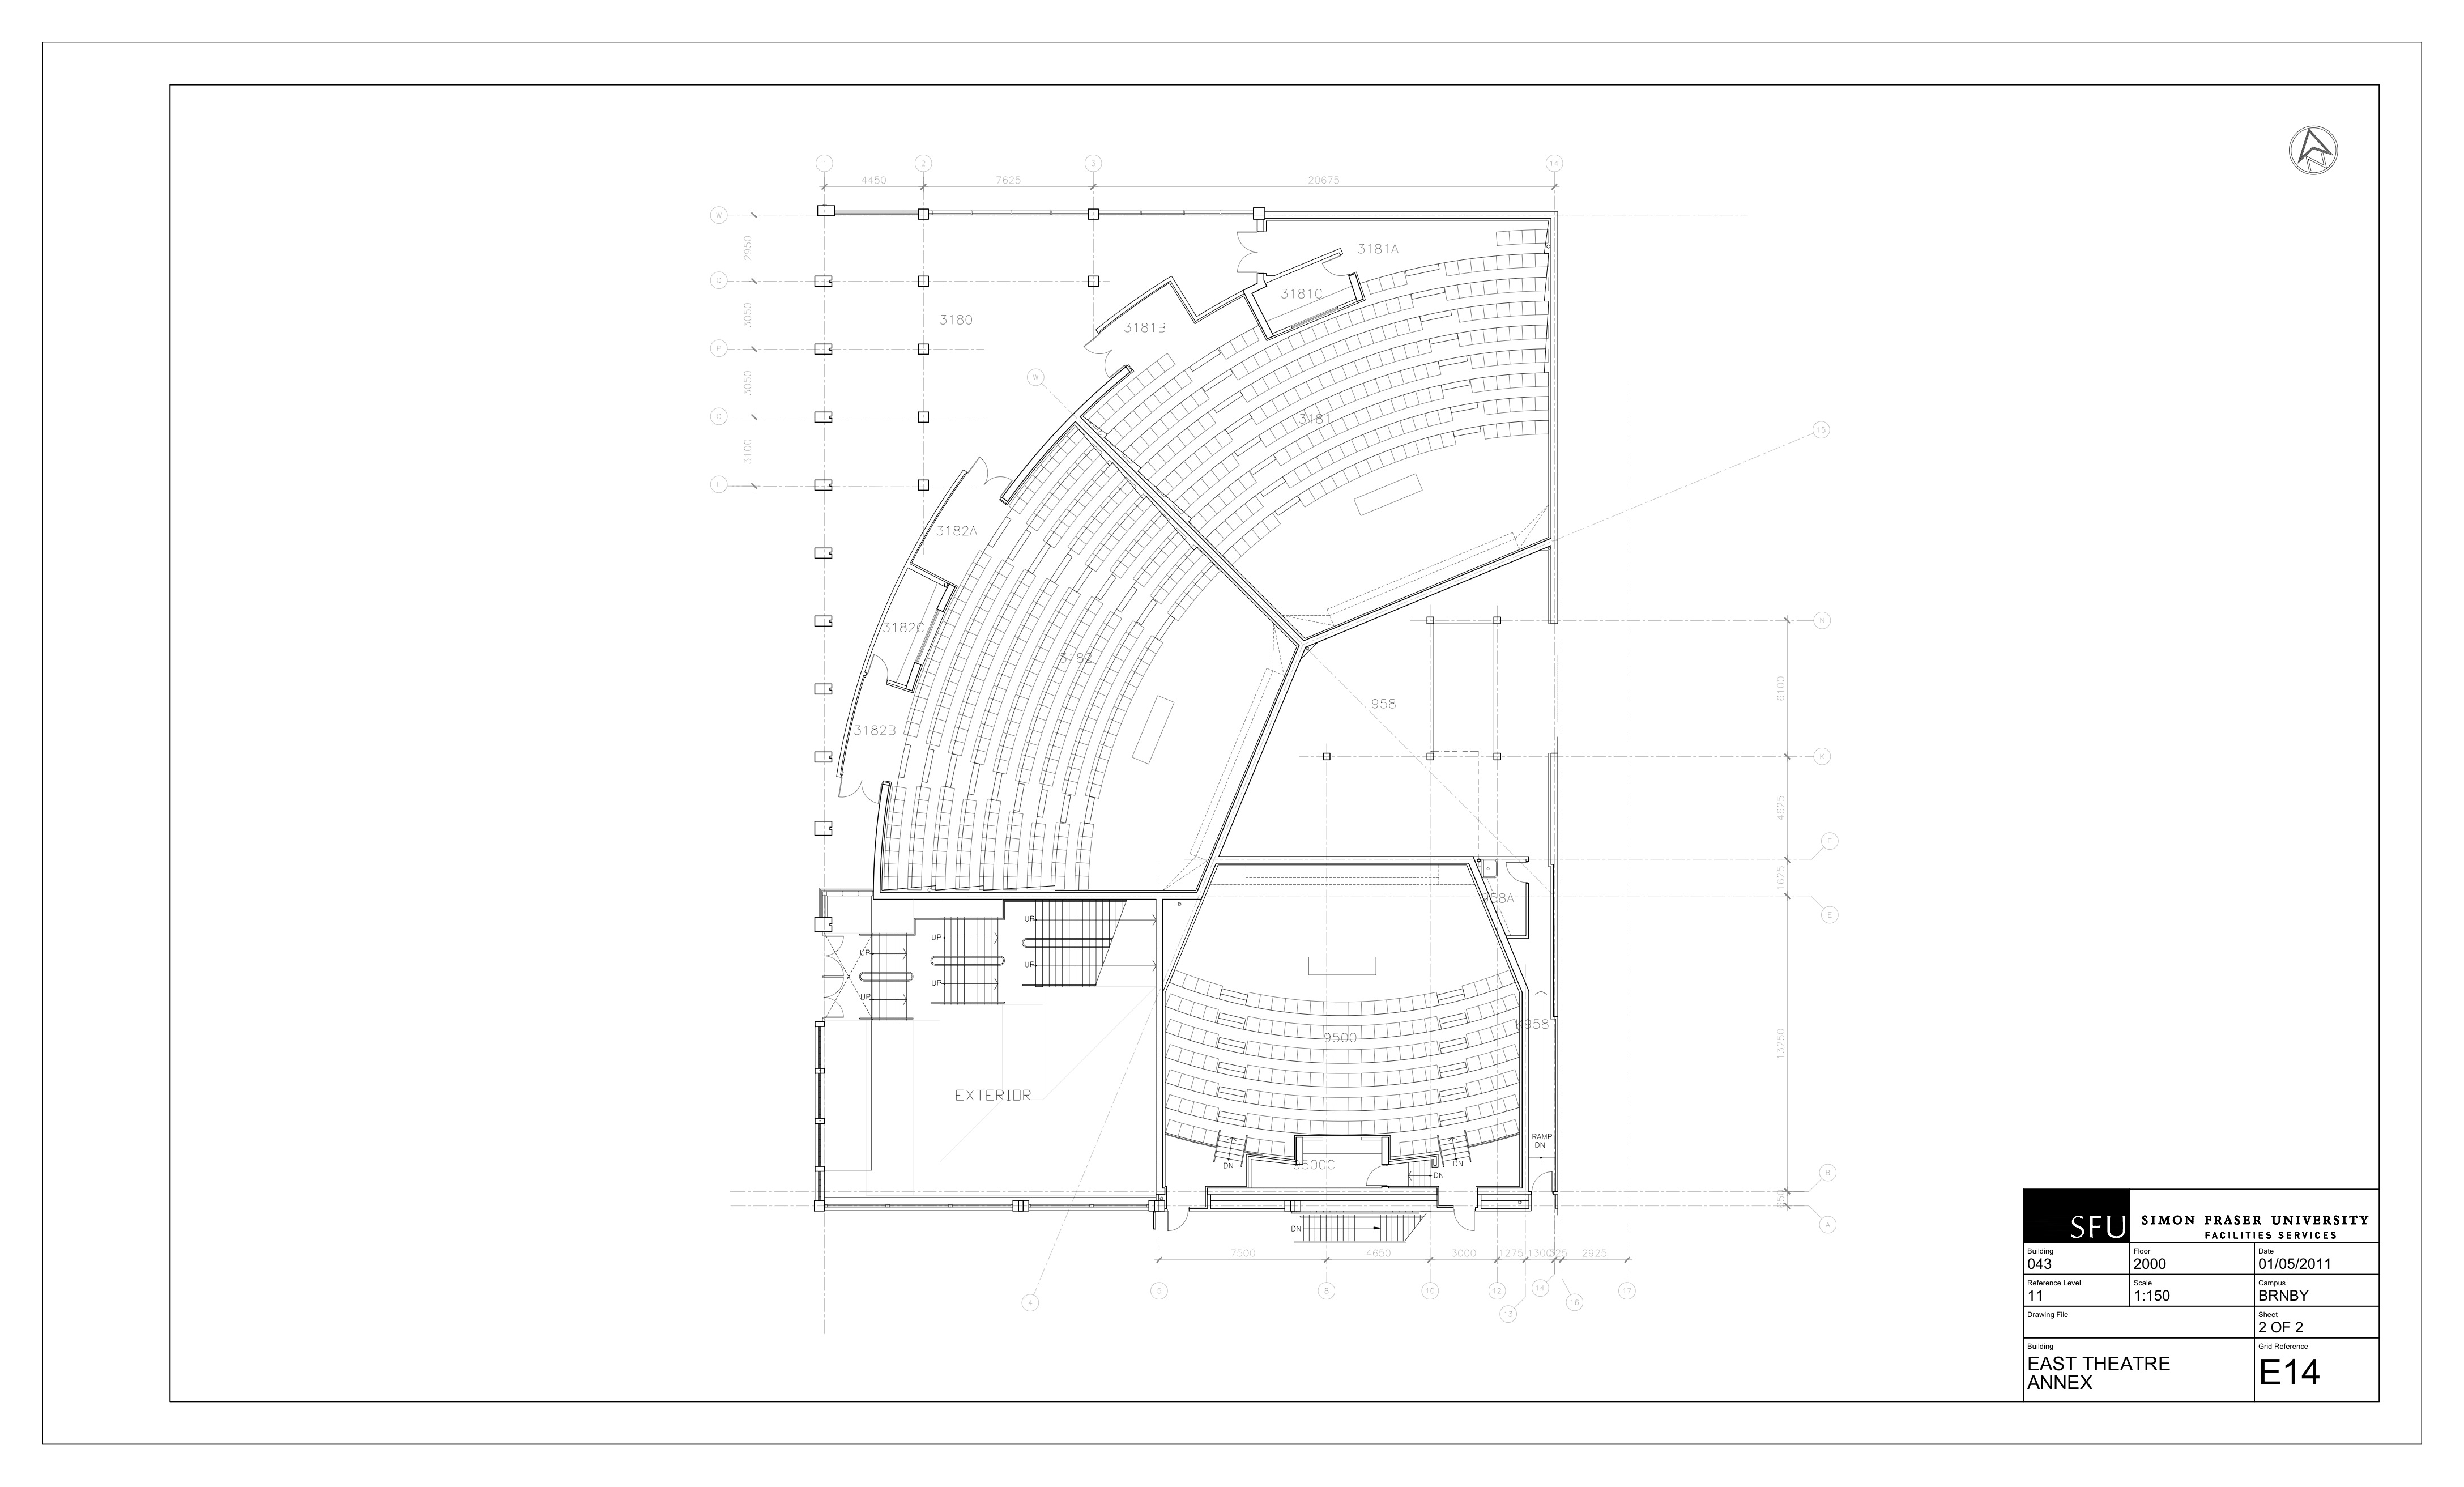 1 2 3 14
4450 7625 20675
W
2950
Q
3050
P
3050
O
3100
L
W
15
3181A
3181C
3181B
3180
3181
3182A
3182C
3182
3182B
958
958A
N
6100
K
4625
F
1625
E
13250
B
650
A
UP
UP
UP
UP
UP
UP
EXTERIOR
9500
K958
RAMP
DN
9500C
DN
DN
DN
DN
7500 4650 3000 1275 1300 325 2925
4 5 8 10 12 13 14 16 17
SFU SIMON FRASER UNIVERSITY
FACILITIES SERVICES
Building Floor Date
043 2000 01/05/2011
Reference Level Scale Campus
11 1:150 BRNBY
Drawing File Sheet
2 OF 2
Building Grid Reference
EAST THEATRE
ANNEX
E14